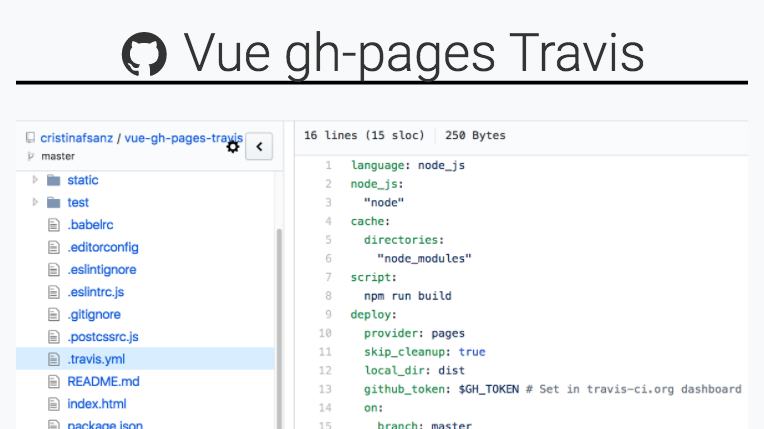 Vue gh-pages Travis
cristinafsanz / vue-gh-pages-travis
master
static
test
.babelrc
.editorconfig
.eslintignore
.eslintrc.js
.gitignore
.postcssrc.js
.travis.yml
README.md
index.html
package.json
16 lines (15 sloc) 250 Bytes
1 language: node_js
2 node_js:
3 "node"
4 cache:
5 directories:
6 "node_modules"
7 script:
8 npm run build
9 deploy:
10 provider: pages
11 skip_cleanup: true
12 local_dir: dist
13 github_token: $GH_TOKEN # Set in travis-ci.org dashboard
14 on:
15 branch: master